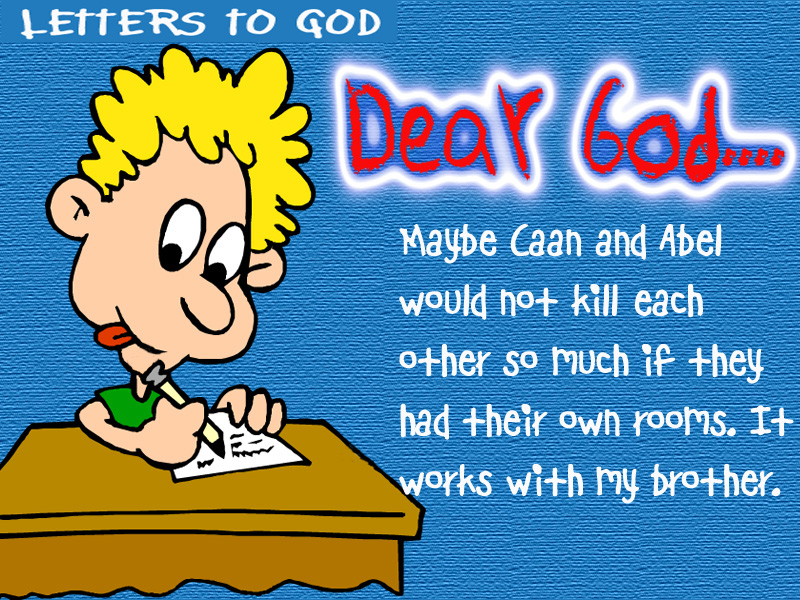 LETTERS TO GOD
Dear God....
Maybe Caan and Abel
would not kill each
other so much if they
had their own rooms. It
works with my brother.